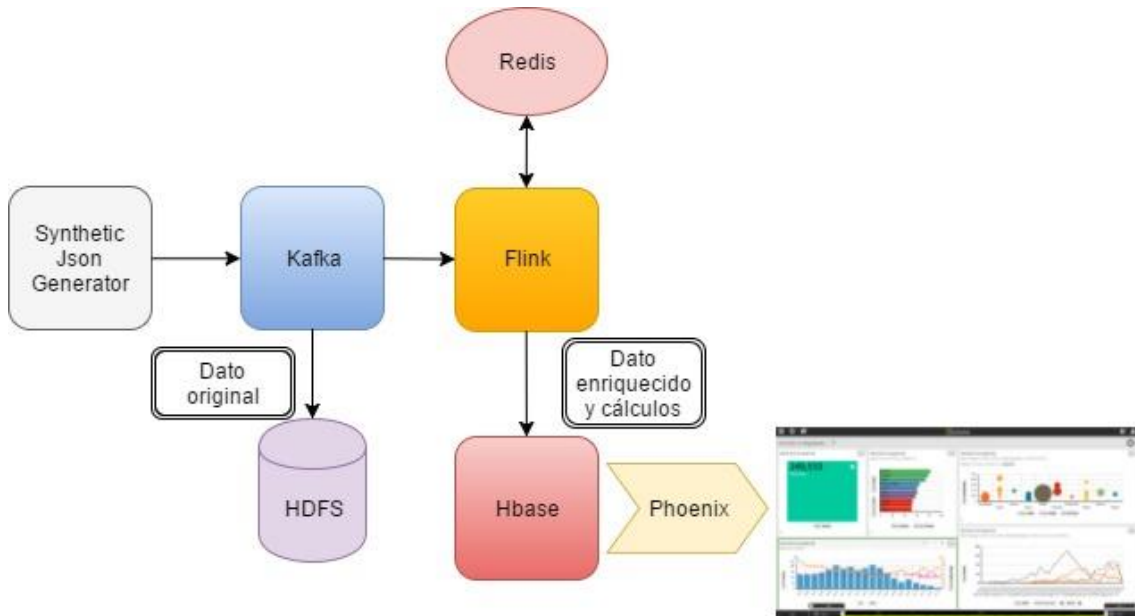 Redis
Synthetic
Json
Generator
Kafka
Flink
Dato
original
Dato
enriquecido
y cálculos
HDFS
Hbase
Phoenix